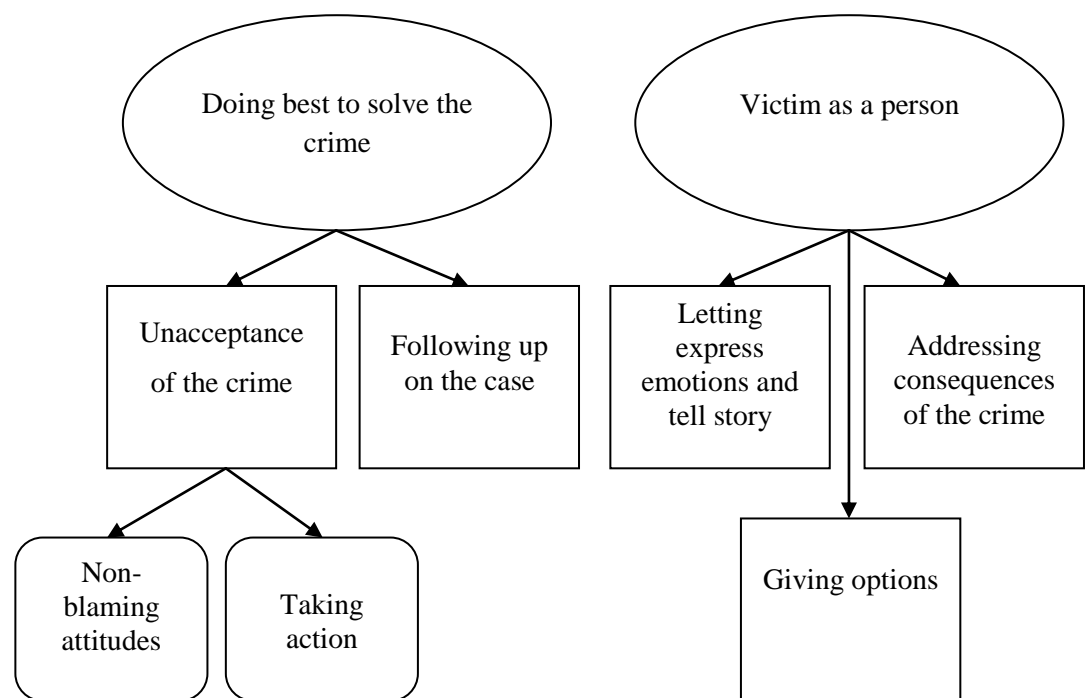 Doing best to solve the
crime
Victim as a person
Unacceptance
of the crime
Following up
on the case
Letting
express
emotions and
tell story
Addressing
consequences
of the crime
Non-
blaming
attitudes
Taking
action
Giving options